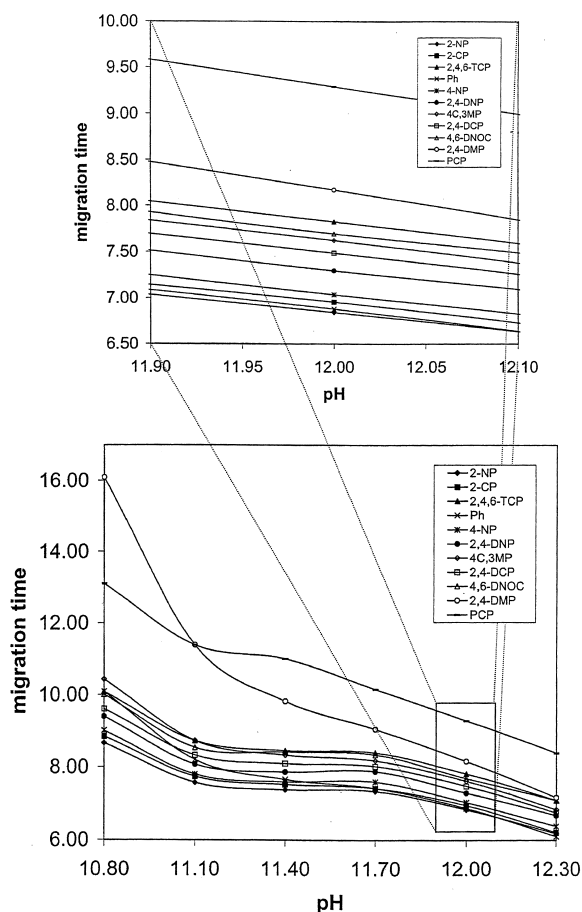 10.00
9.50
9.00
8.50
8.00
7.50
7.00
6.50
migration time
2-NP
2-CP
2,4,6-TCP
Ph
4-NP
2,4-DNP
4C,3MP
2,4-DCP
4,6-DNOC
2,4-DMP
PCP
11.90 11.95 12.00 12.05 12.10
pH
16.00
14.00
12.00
10.00
8.00
6.00
migration time
2-NP
2-CP
2,4,6-TCP
Ph
4-NP
2,4-DNP
4C,3MP
2,4-DCP
4,6-DNOC
2,4-DMP
PCP
10.80 11.10 11.40 11.70 12.00 12.30
pH